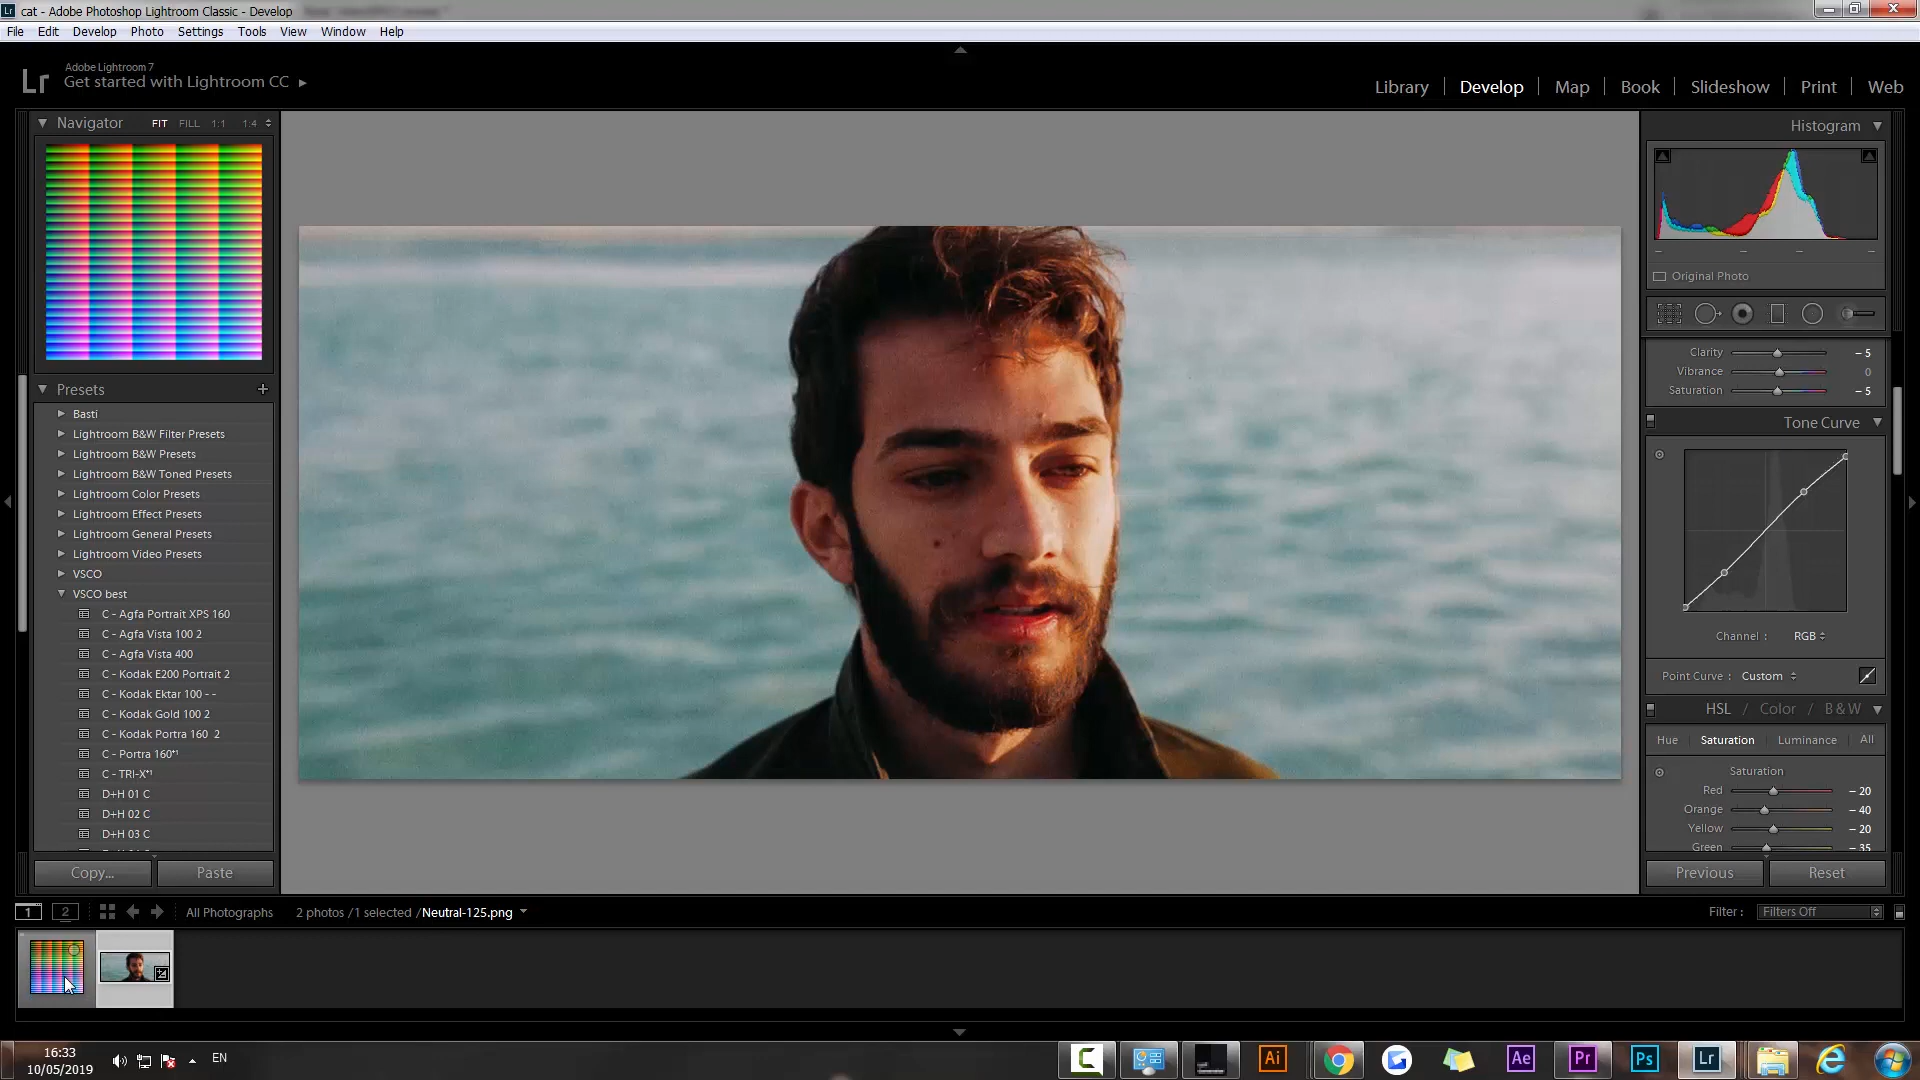 cat - Adobe Photoshop Lightroom Classic - Develop
File Edit Develop Photo Settings Tools View Window Help
Lr
Adobe Lightroom 7
Get started with Lightroom CC
Library | Develop | Map | Book | Slideshow | Print | Web
Navigator FIT FILL 1:1 1:4
Presets +
Basti
Lightroom B&W Filter Presets
Lightroom B&W Presets
Lightroom B&W Toned Presets
Lightroom Color Presets
Lightroom Effect Presets
Lightroom General Presets
Lightroom Video Presets
VSCO
VSCO best
C - Agfa Portrait XPS 160
C - Agfa Vista 100 2
C - Agfa Vista 400
C - Kodak E200 Portrait 2
C - Kodak Ektar 100 - -
C - Kodak Gold 100 2
C - Kodak Portra 160 2
C - Portra 160*¹
C - TRI-X*¹
D+H 01 C
D+H 02 C
D+H 03 C
Copy... Paste
Histogram
Original Photo
Clarity - 5
Vibrance 0
Saturation - 5
Tone Curve
Channel : RGB
Point Curve : Custom
HSL / Color / B & W
Hue Saturation Luminance All
Saturation
Red - 20
Orange - 40
Yellow - 20
Green - 35
Previous Reset
1 2 All Photographs 2 photos /1 selected /Neutral-125.png
Filter : Filters Off
16:33
10/05/2019
EN
Ai Ae Pr Ps Lr